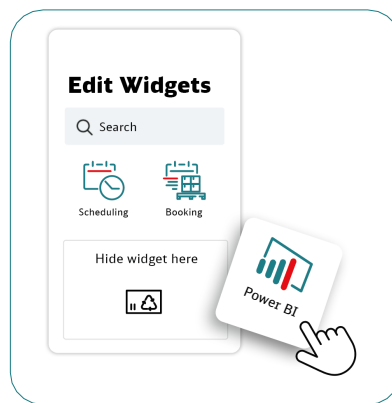 Edit Widgets
Search
Scheduling
Booking
Hide widget here
Power BI